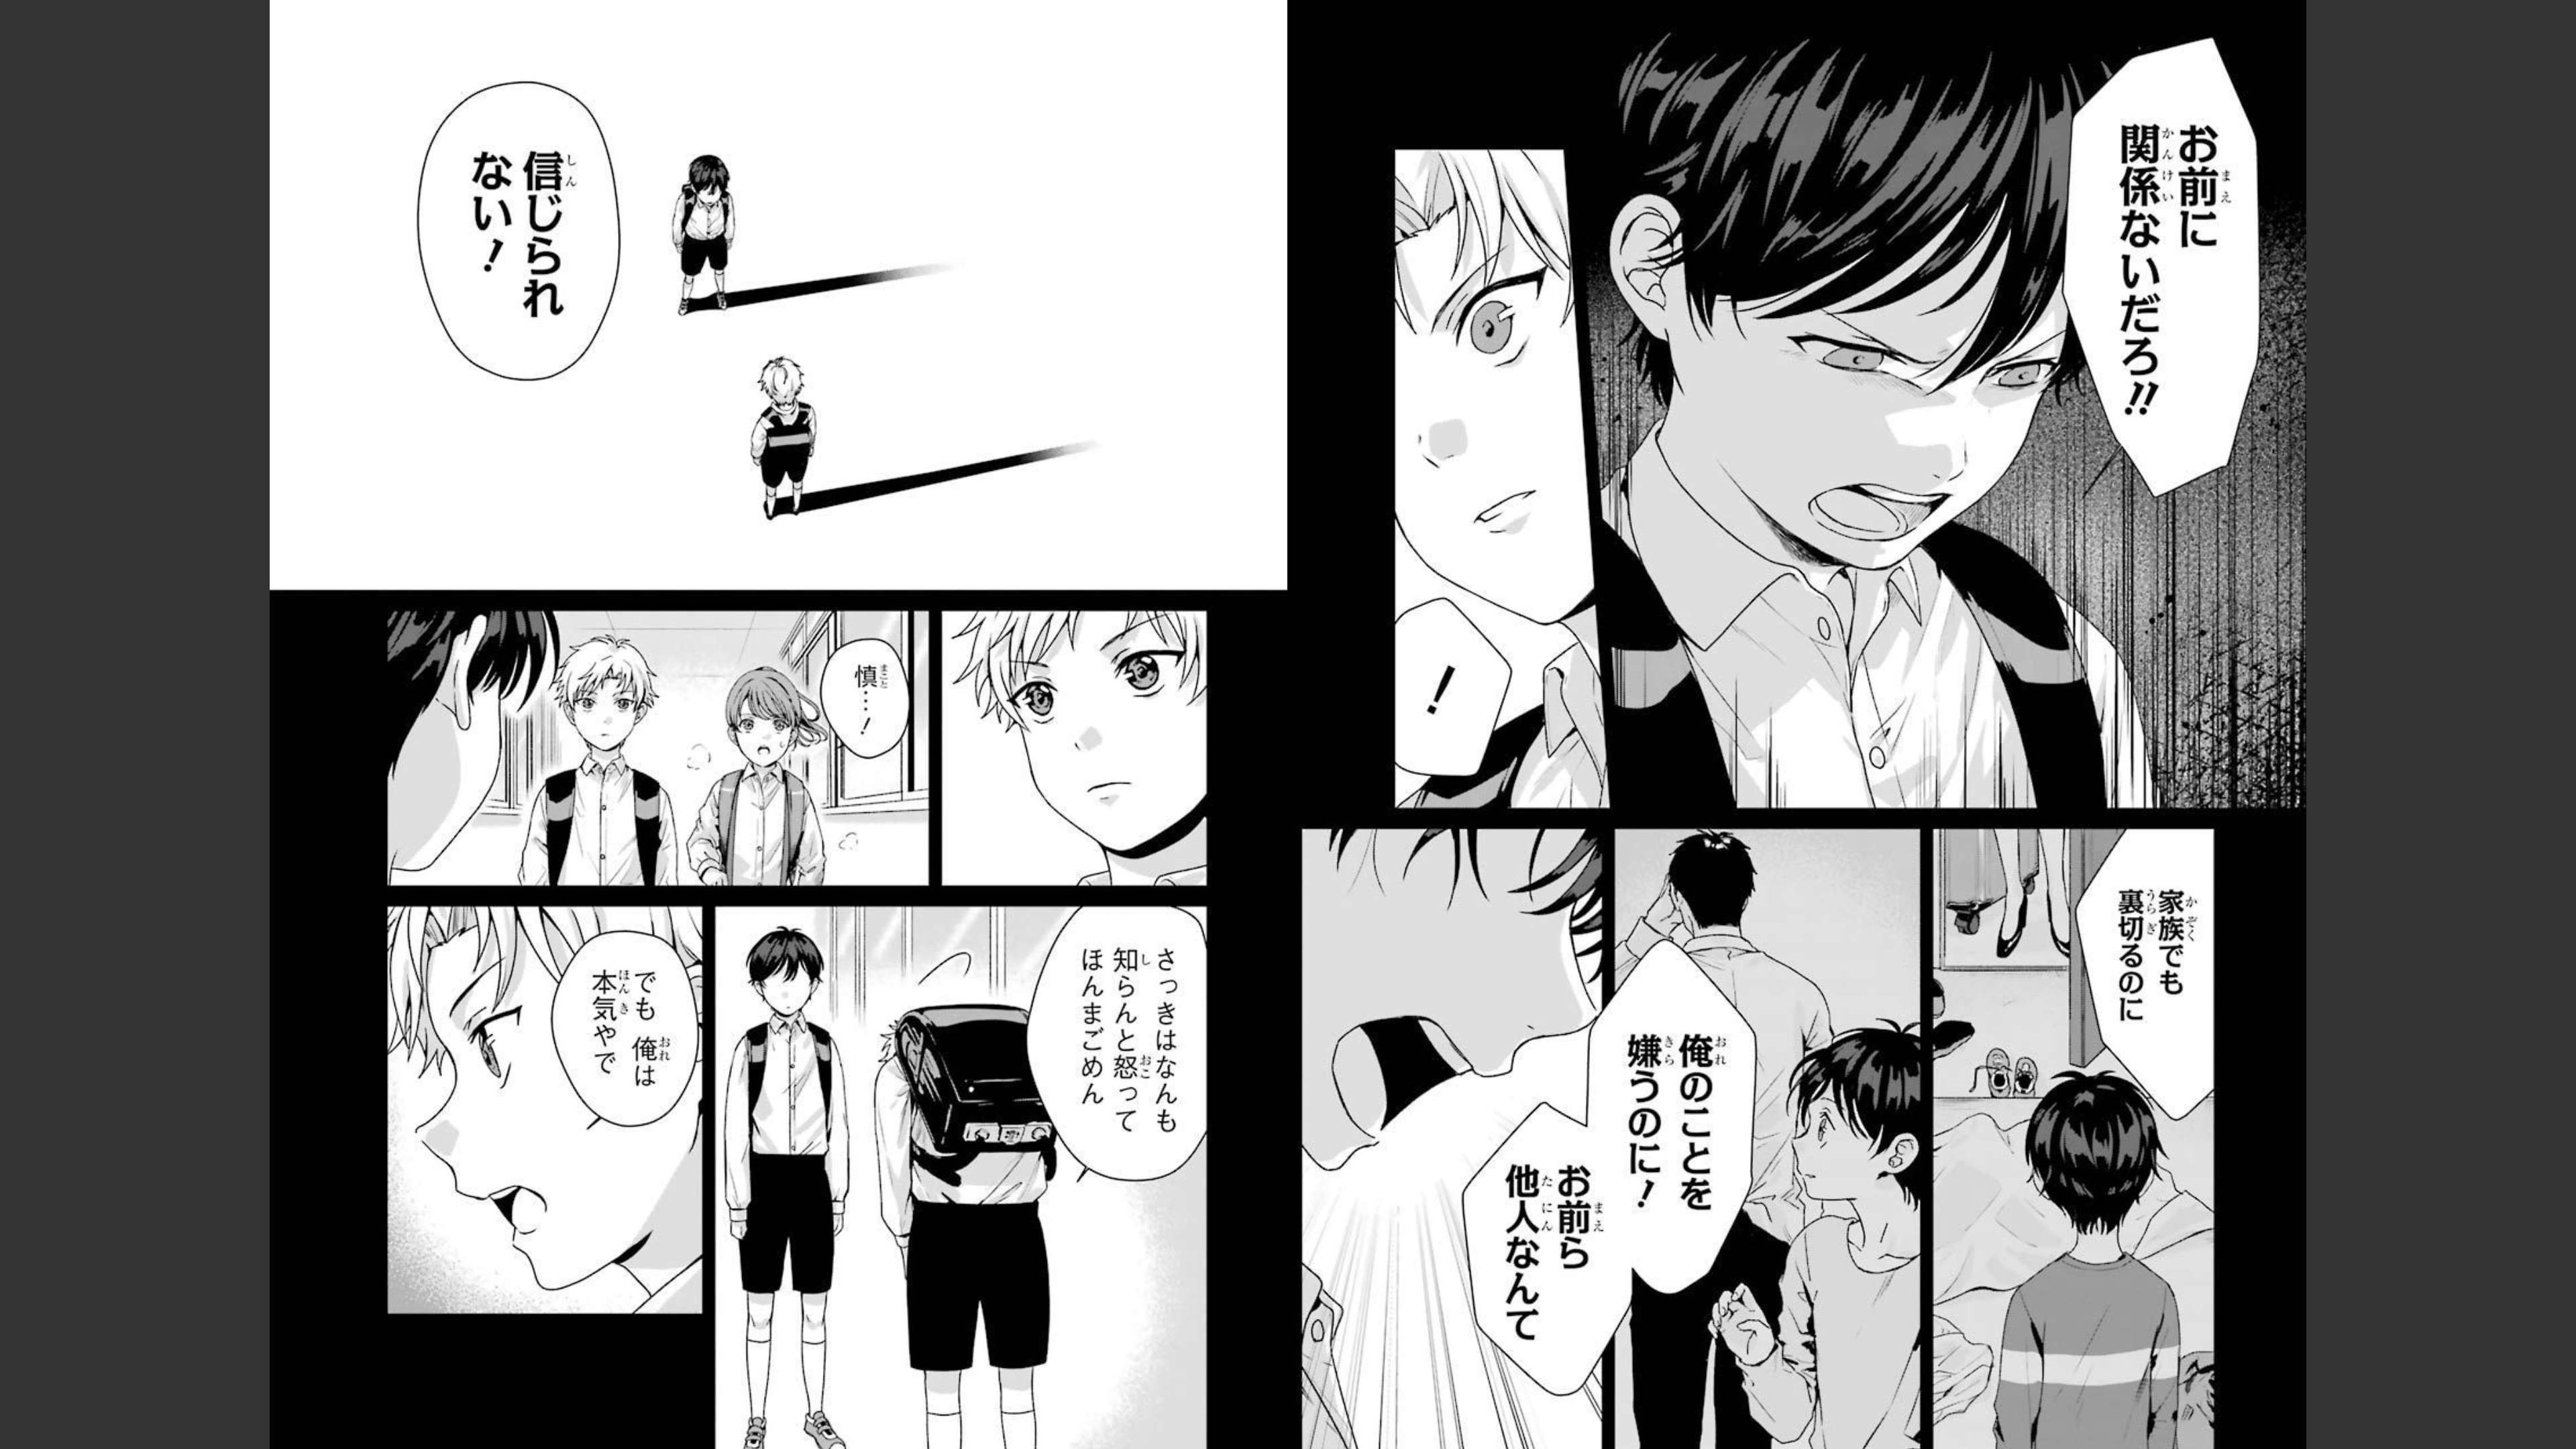 お前に
関係ないだろ!!
!
家族でも
裏切るのに
俺のことを
嫌うのに!
お前ら
他人なんて
信じられ
ない!
慎…!
さっきはなんも
知らんと怒って
ほんまごめん
でも 俺は
本気やで